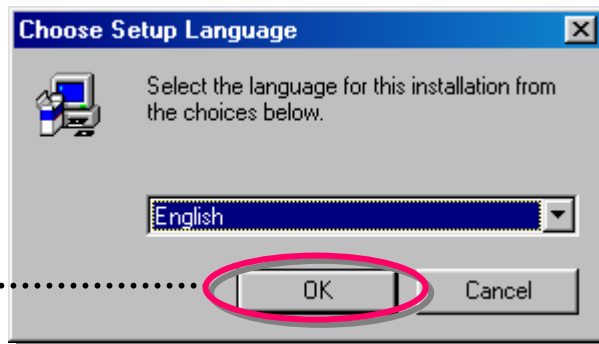 Choose Setup Language
Select the language for this installation from
the choices below.
English
OK
Cancel